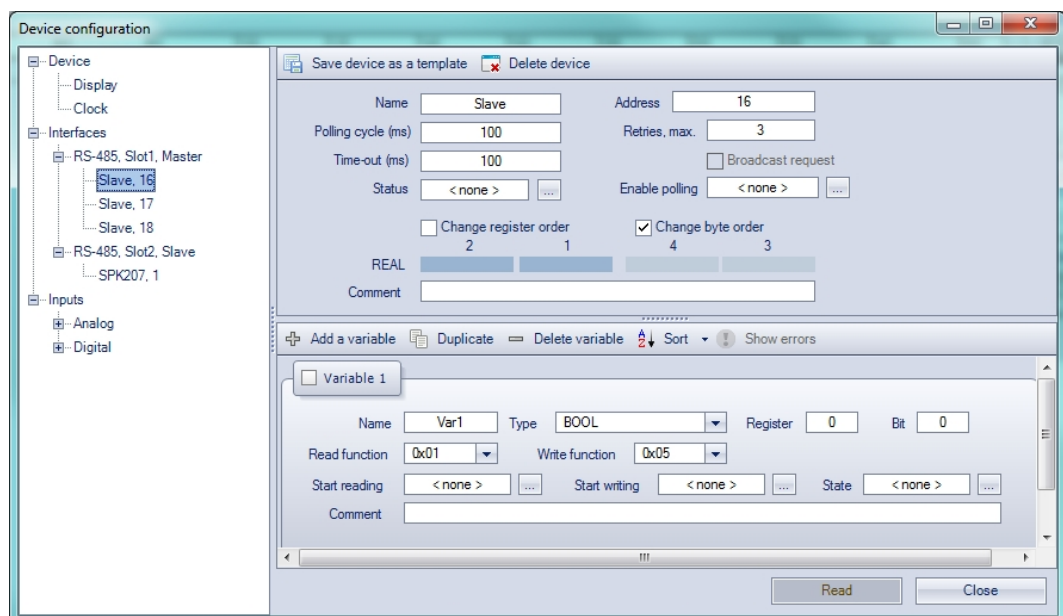 Device configuration
Device
Display
Clock
Interfaces
RS-485, Slot1, Master
Slave, 16
Slave, 17
Slave, 18
RS-485, Slot2, Slave
SPK207, 1
Inputs
Analog
Digital
Save device as a template Delete device
Name Slave Address 16
Polling cycle (ms) 100 Retries, max. 3
Time-out (ms) 100 Broadcast request
Status < none > ... Enable polling < none > ...
Change register order Change byte order
2 1 4 3
REAL
Comment
Add a variable Duplicate Delete variable Sort Show errors
Variable 1
Name Var1 Type BOOL Register 0 Bit 0
Read function 0x01 Write function 0x05
Start reading < none > ... Start writing < none > ... State < none > ...
Comment
Read Close